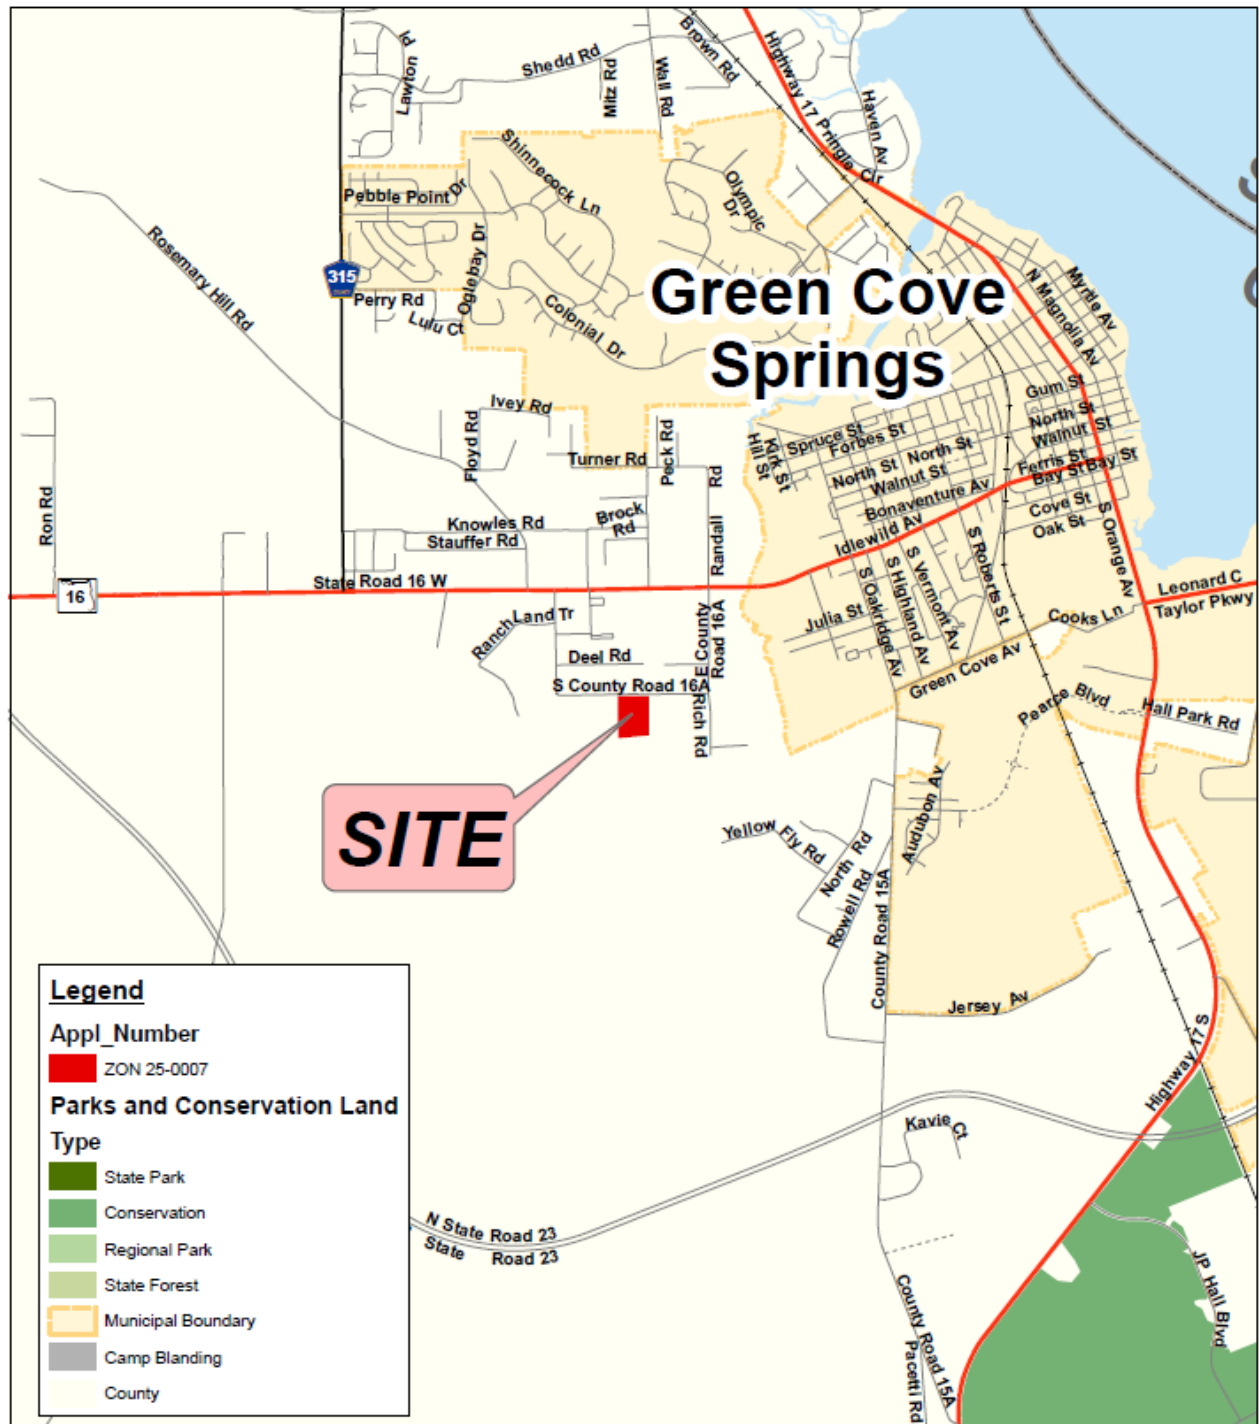 Lawton Pl
Shedd Rd
Mitz Rd
Wall Rd
Brown Rd
Highway 17
Pringle Cir
Haven Av
Shinnecock Ln
Olympic
Dr
Pebble Point Dr
Oglebay Dr
Rosemary Hill Rd
315
Perry Rd
Lulu Ct
Colonial Dr
Green Cove
Springs
N Magnolia Av
Myrtle Av
Gum St
North St
Walnut St
Ferris St
Bay St
Bay St
Cove St
Oak St
Spruce St
Forbes St
Kirk St
Hill St
North St
North St
Walnut St
Bonaventure Av
Idlewild Av
Ivey Rd
Floyd Rd
Turner Rd
Peck Rd
Randall Rd
Brock
Rd
Knowles Rd
Stauffer Rd
Ron Rd
16
State Road 16 W
Ranch Land Tr
Deel Rd
S County Road 16A
E County
Road 16A
Rich Rd
Julia St
S Oakridge Av
S Highland Av
S Vermont Av
S Roberts St
S Orange Av
Leonard C
Taylor Pkwy
Cooks Ln
Green Cove Av
Pearce Blvd
Hall Park Rd
SITE
Yellow Fly Rd
North Rd
Rowell Rd
Audubon Av
County Road 15A
Jersey Av
Highway 17 S
Kavie Ct
N State Road 23
State Road 23
County Road 15A
Pacetti Rd
JP Hall Blvd
Legend
Appl_Number
ZON 25-0007
Parks and Conservation Land
Type
State Park
Conservation
Regional Park
State Forest
Municipal Boundary
Camp Blanding
County